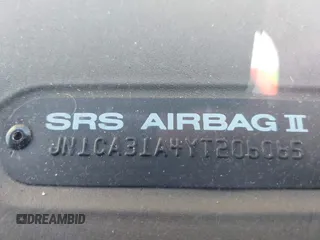 SRS AIRBAG II
JN1CA31A4YT206065
DREAMBID